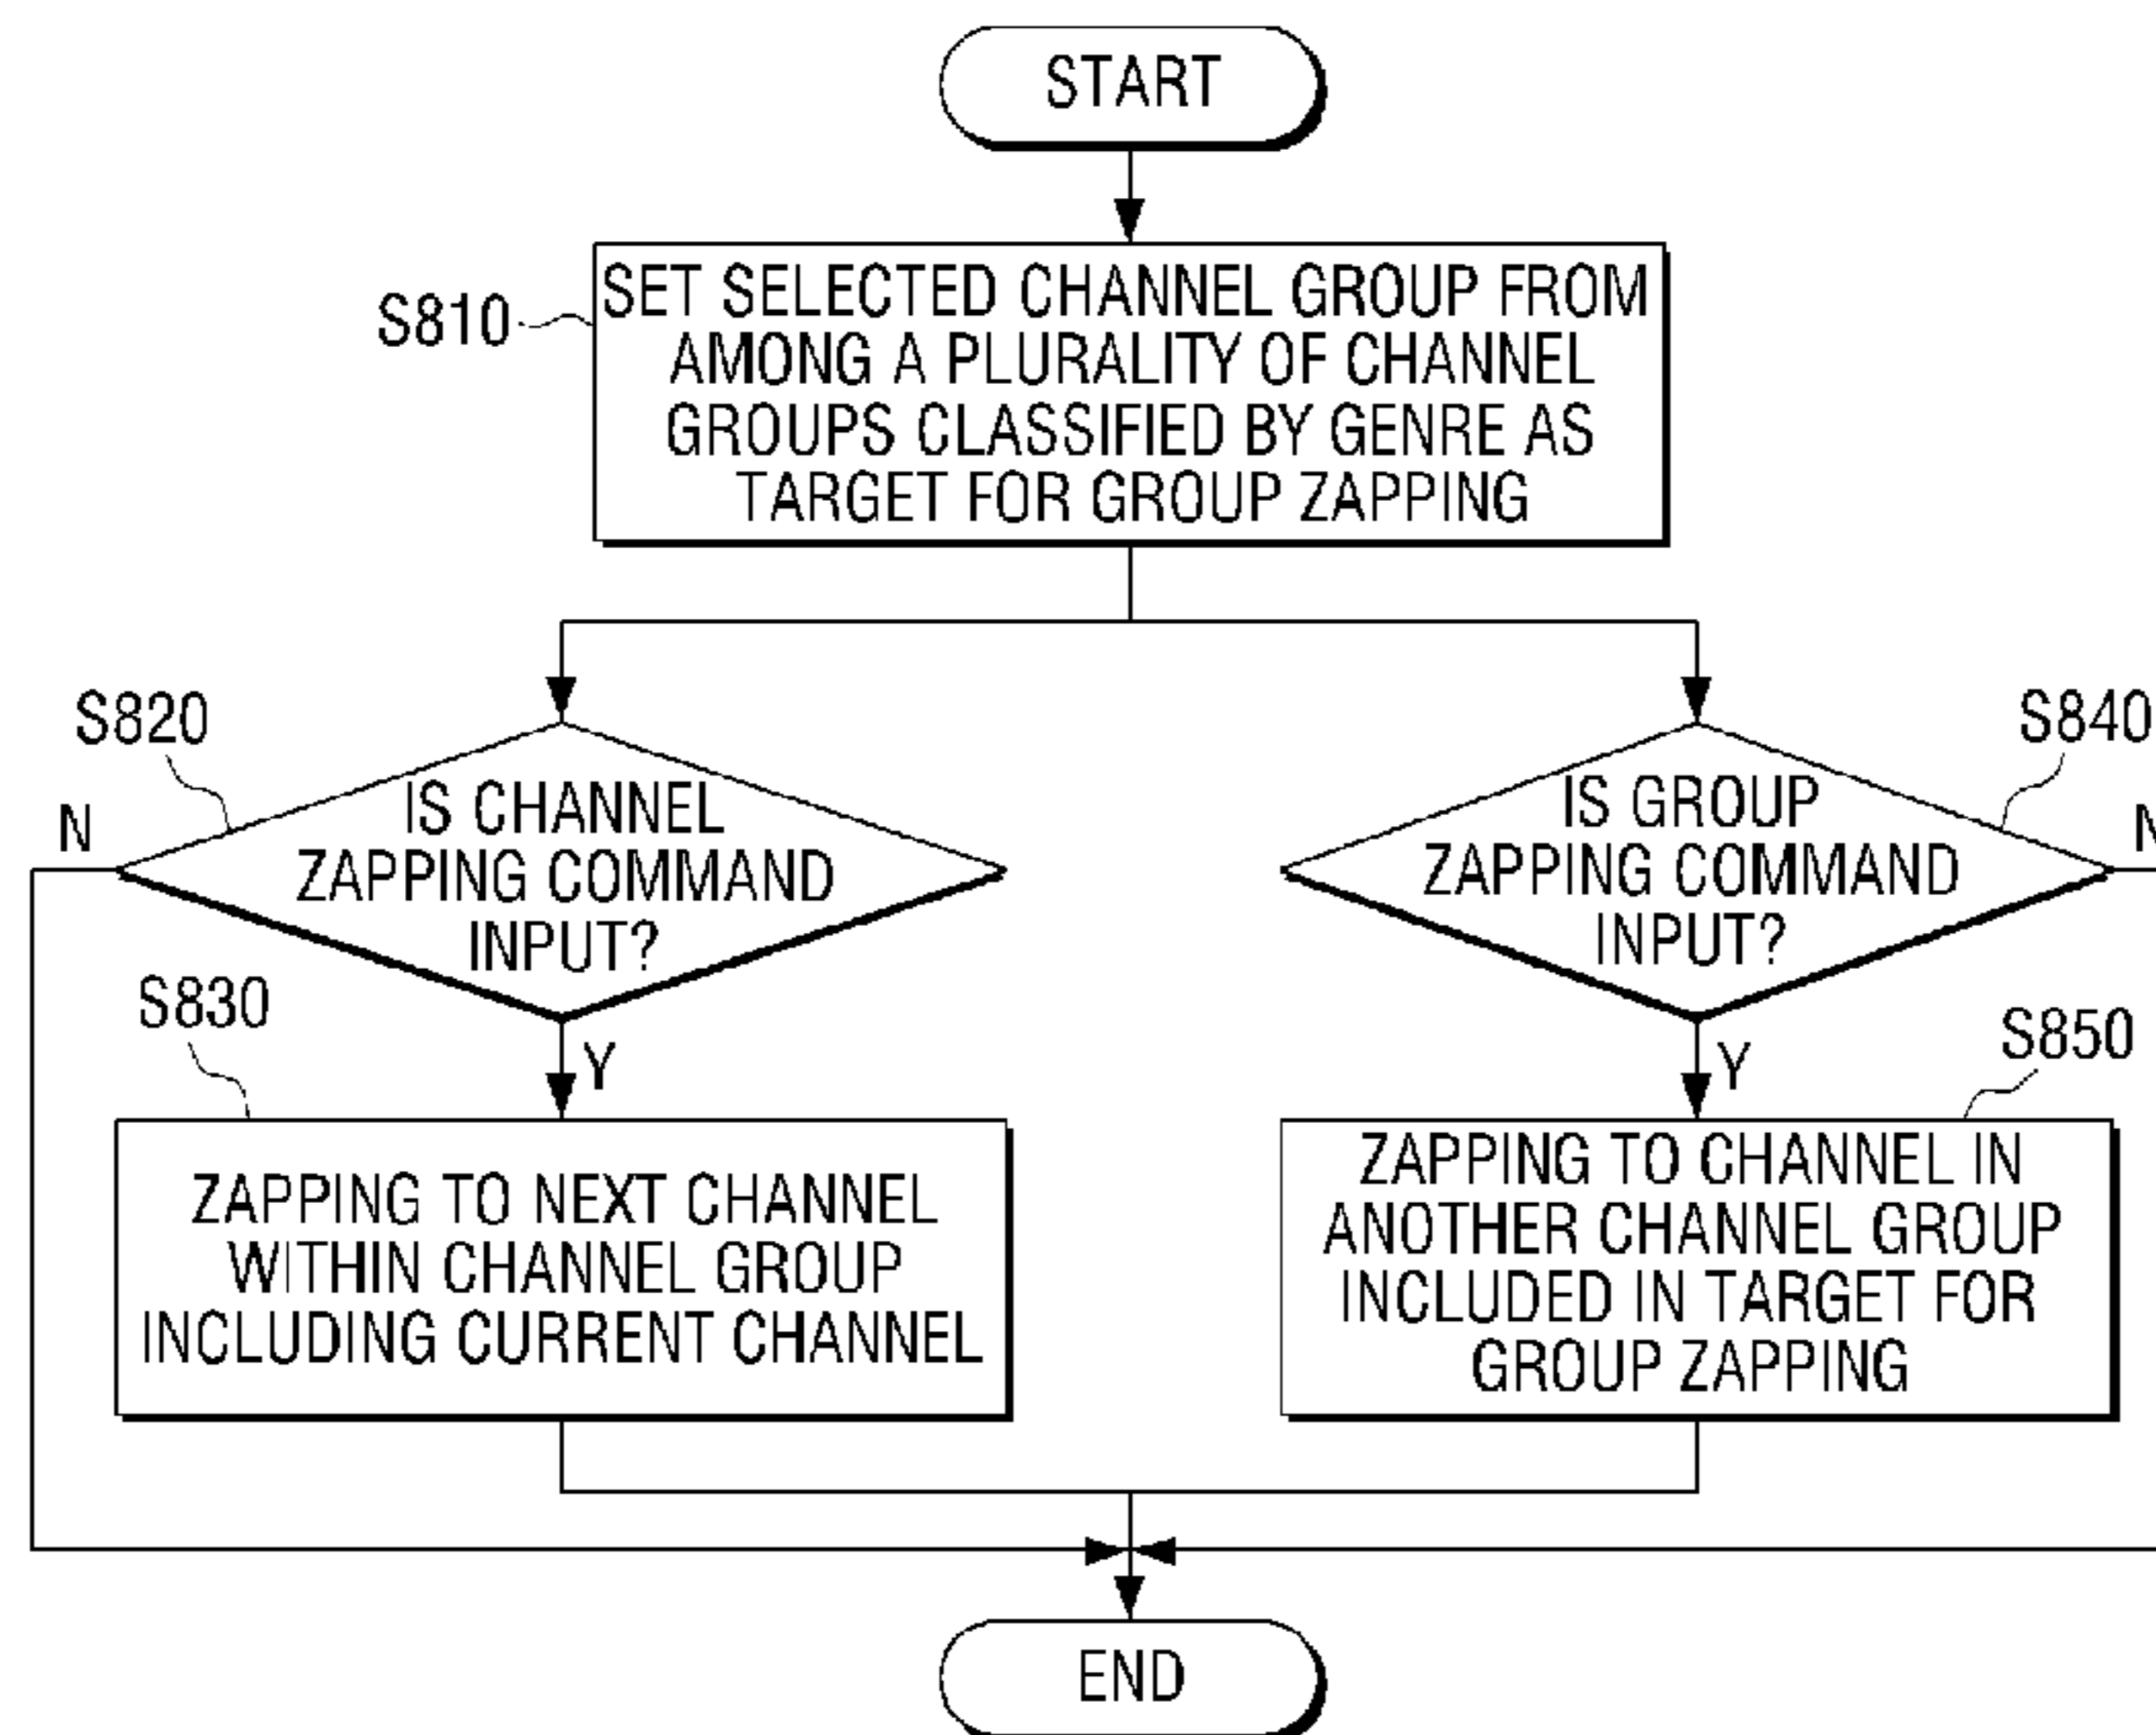 START
S810
SET SELECTED CHANNEL GROUP FROM
AMONG A PLURALITY OF CHANNEL
GROUPS CLASSIFIED BY GENRE AS
TARGET FOR GROUP ZAPPING
S820
N
IS CHANNEL
ZAPPING COMMAND
INPUT?
Y
S840
N
IS GROUP
ZAPPING COMMAND
INPUT?
Y
S830
ZAPPING TO NEXT CHANNEL
WITHIN CHANNEL GROUP
INCLUDING CURRENT CHANNEL
S850
ZAPPING TO CHANNEL IN
ANOTHER CHANNEL GROUP
INCLUDED IN TARGET FOR
GROUP ZAPPING
END